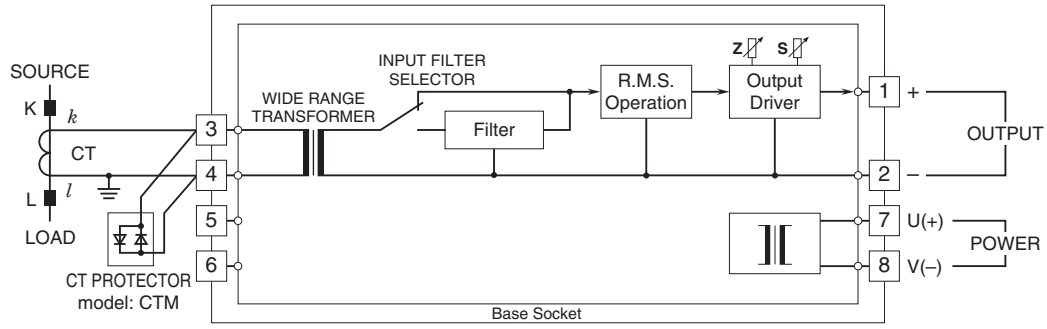 SOURCE
K
k
CT
L
l
LOAD
CT PROTECTOR
model: CTM
3
4
5
6
WIDE RANGE
TRANSFORMER
INPUT FILTER
SELECTOR
Filter
R.M.S.
Operation
Z
S
Output
Driver
1
+
OUTPUT
2
–
7
U(+)
POWER
8
V(–)
Base Socket